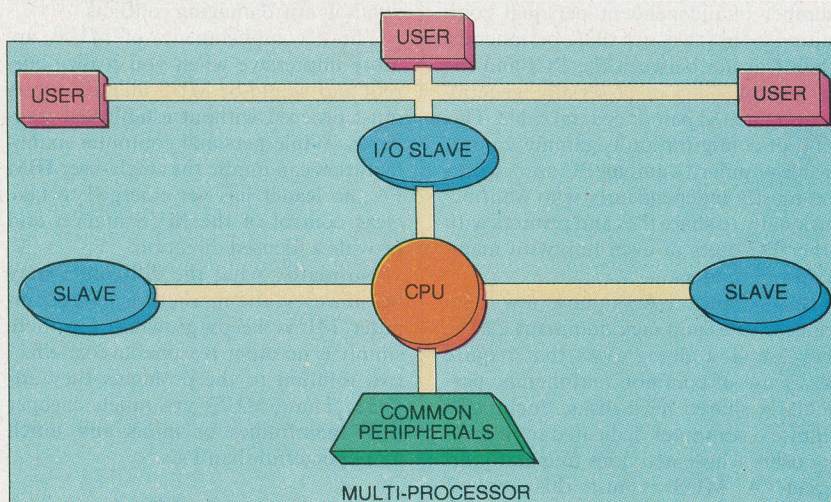 USER
USER
USER
I/O SLAVE
SLAVE
CPU
SLAVE
COMMON
PERIPHERALS
MULTI-PROCESSOR